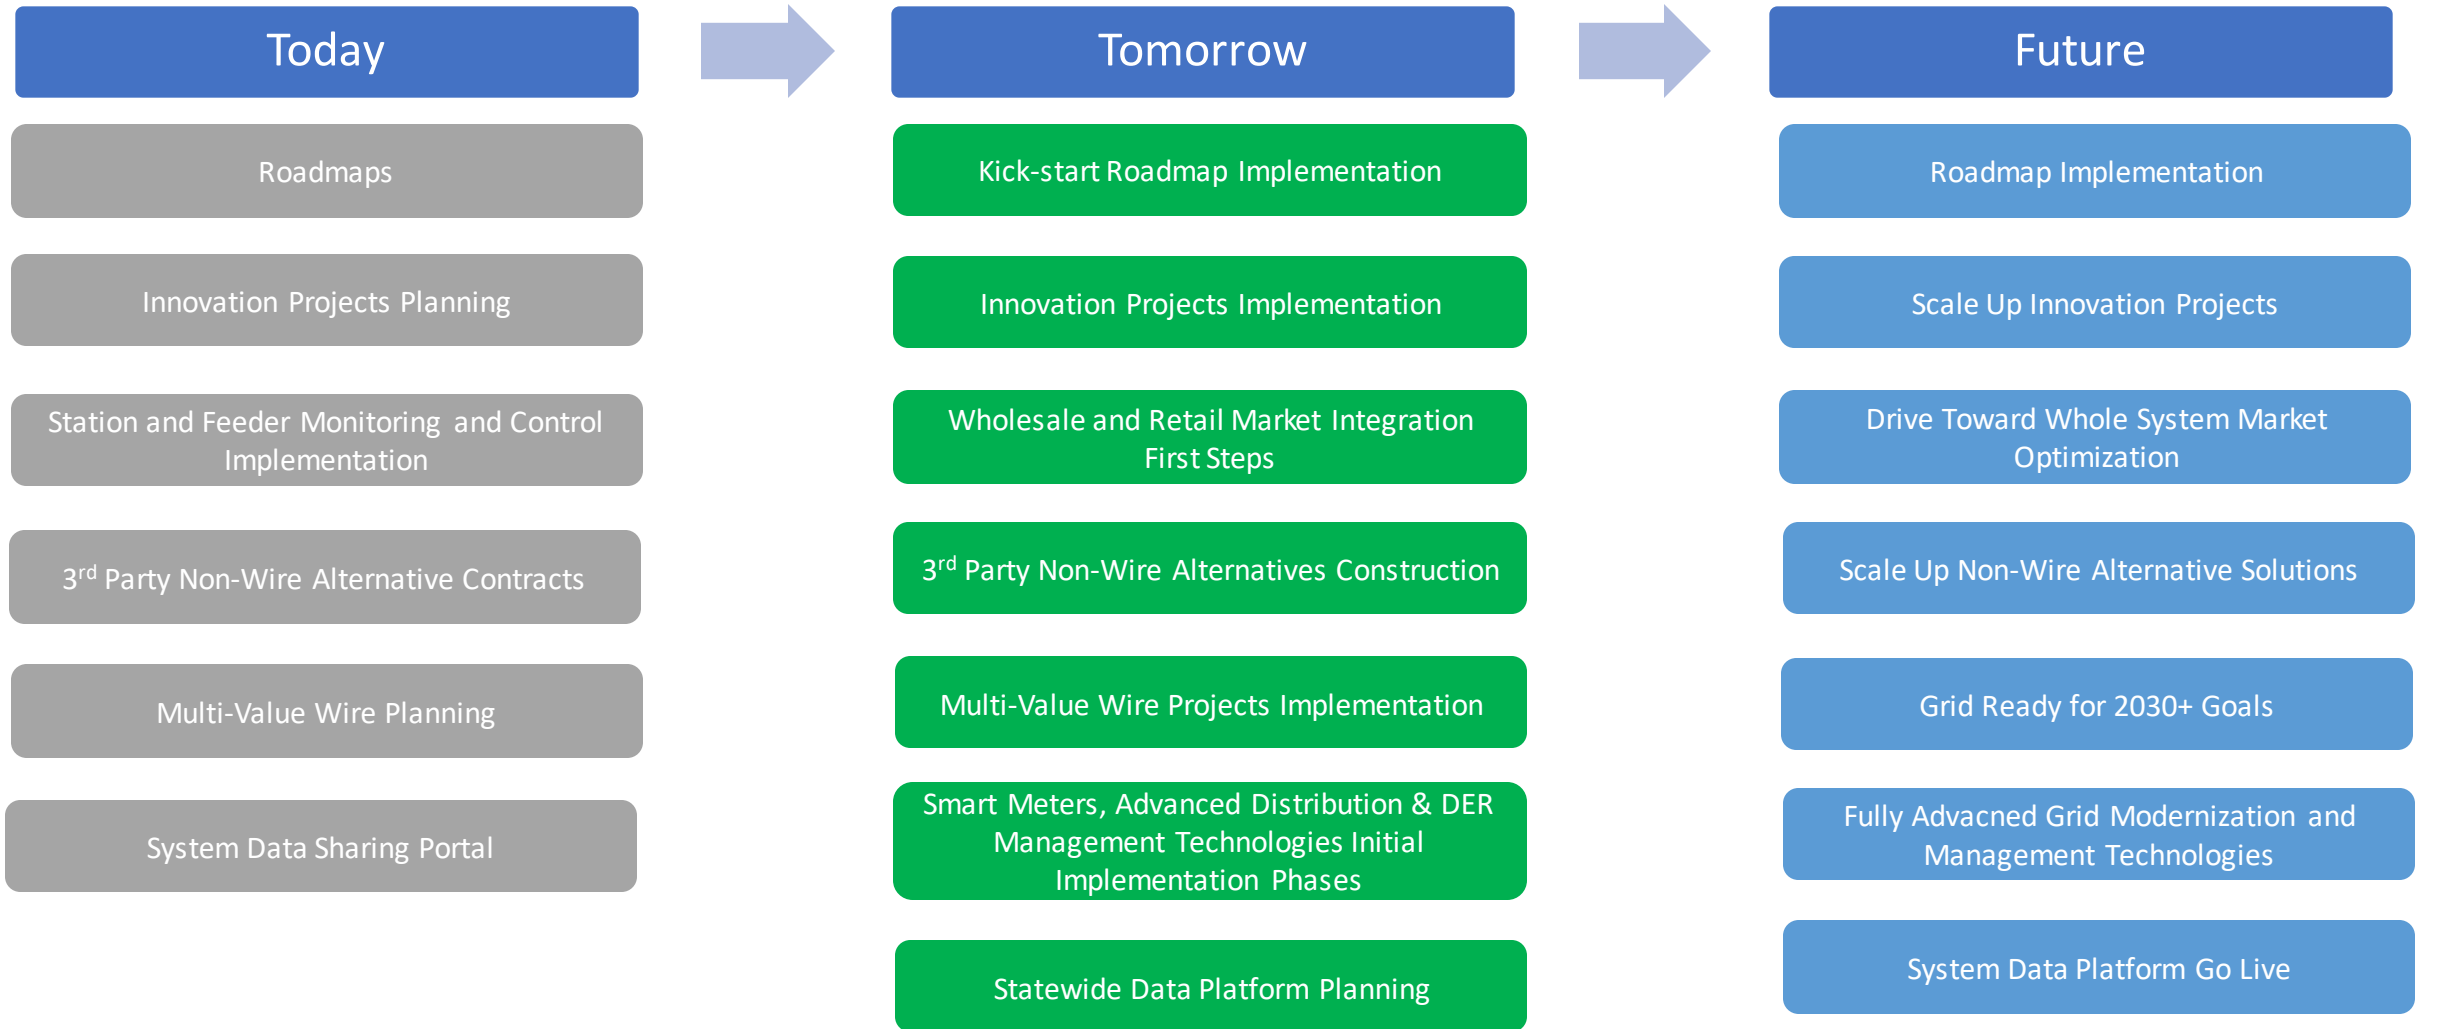 Today
Tomorrow
Future
Roadmaps
Kick-start Roadmap Implementation
Roadmap Implementation
Innovation Projects Planning
Innovation Projects Implementation
Scale Up Innovation Projects
Station and Feeder Monitoring and Control
Implementation
Wholesale and Retail Market Integration
First Steps
Drive Toward Whole System Market
Optimization
3rd Party Non-Wire Alternative Contracts
3rd Party Non-Wire Alternatives Construction
Scale Up Non-Wire Alternative Solutions
Multi-Value Wire Planning
Multi-Value Wire Projects Implementation
Grid Ready for 2030+ Goals
System Data Sharing Portal
Smart Meters, Advanced Distribution & DER
Management Technologies Initial
Implementation Phases
Fully Advacned Grid Modernization and
Management Technologies
Statewide Data Platform Planning
System Data Platform Go Live